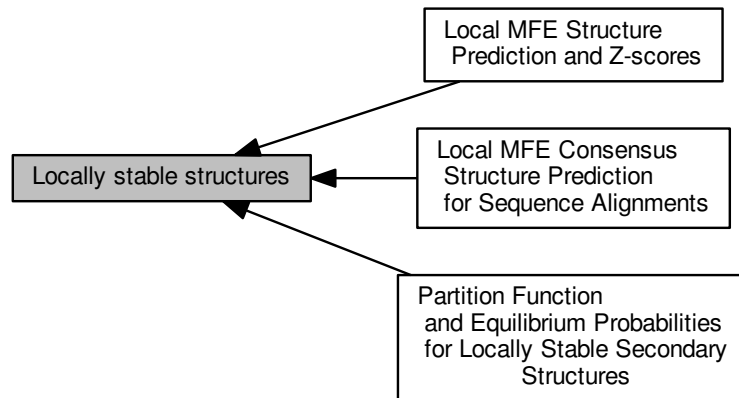 Local MFE Structure
Prediction and Z-scores
Locally stable structures
Local MFE Consensus
Structure Prediction
for Sequence Alignments
Partition Function
and Equilibrium Probabilities
for Locally Stable Secondary
Structures